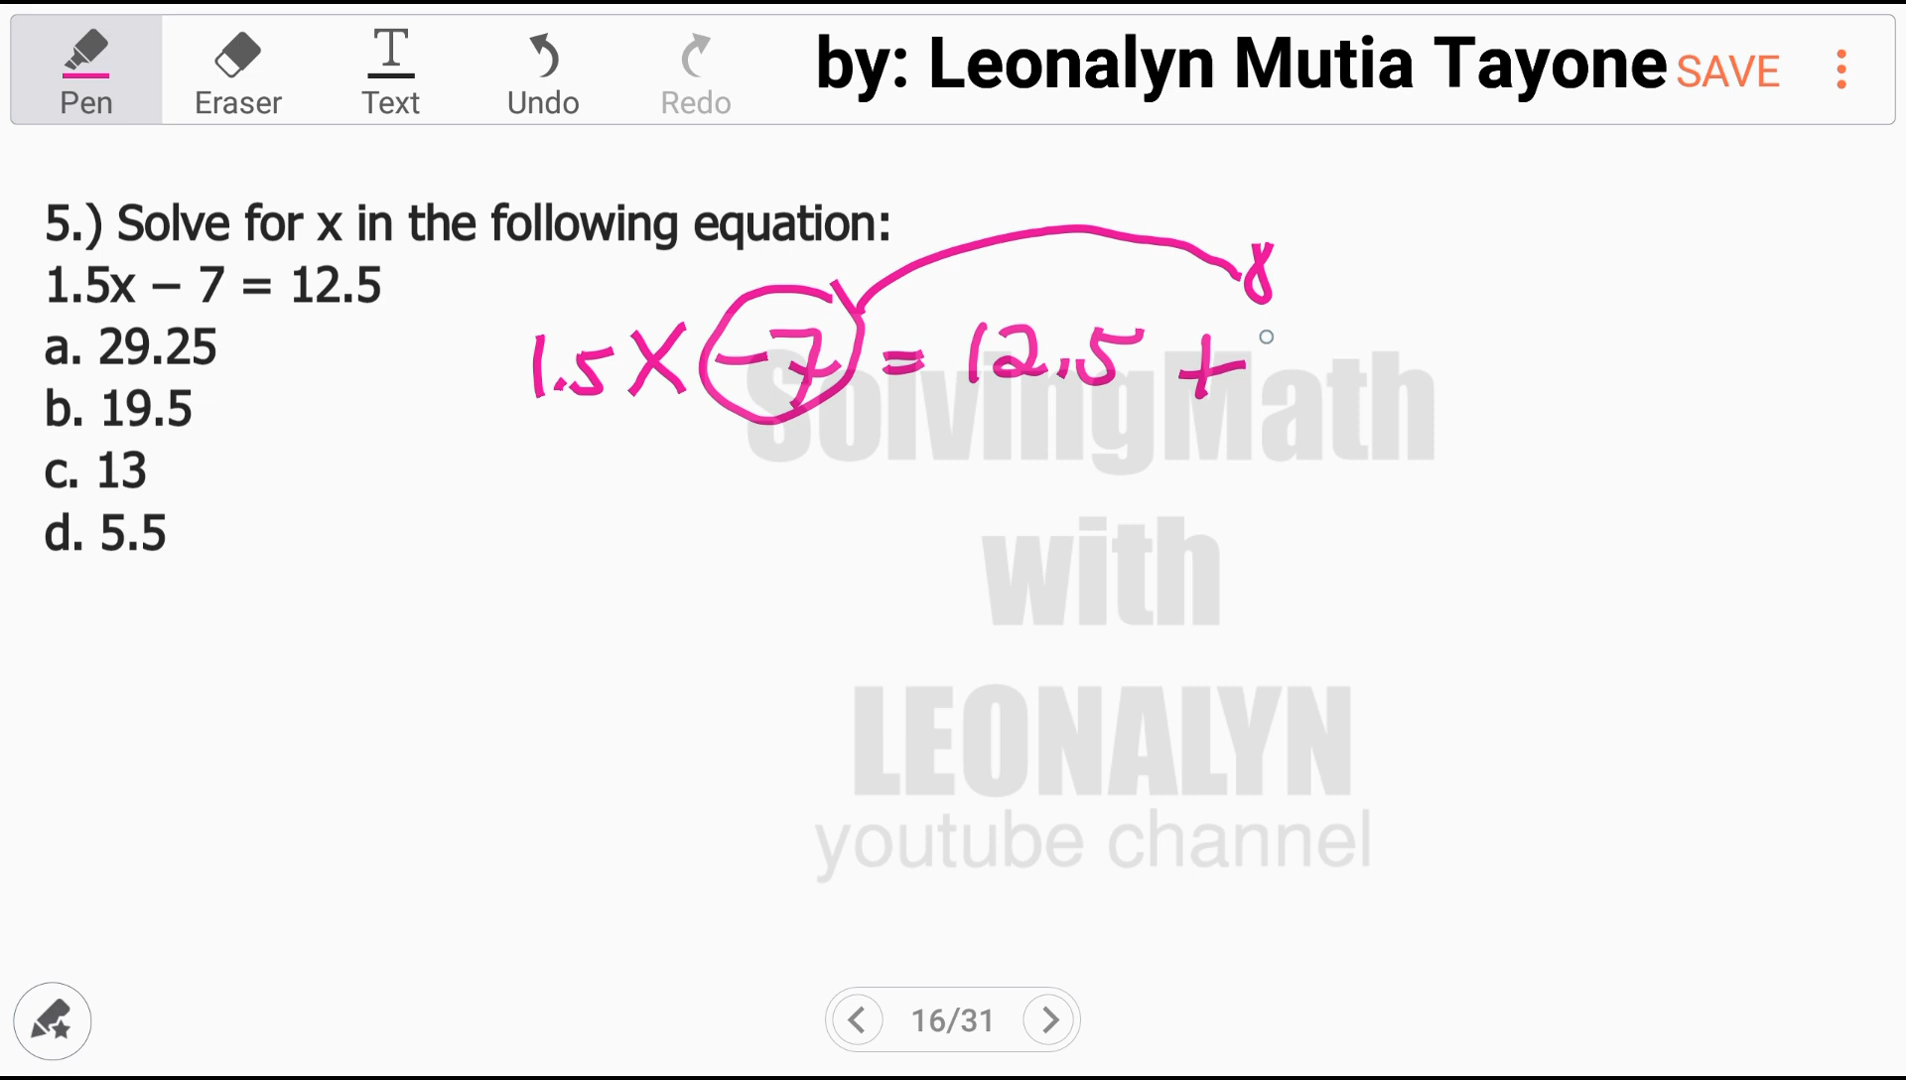 Pen Eraser Text Undo Redo by: Leonalyn Mutia Tayone SAVE
5.) Solve for x in the following equation:
1.5x – 7 = 12.5
a. 29.25
b. 19.5
c. 13
d. 5.5
1.5X -7 = 12.5 +
SolvingMath
with
LEONALYN
youtube channel
16/31